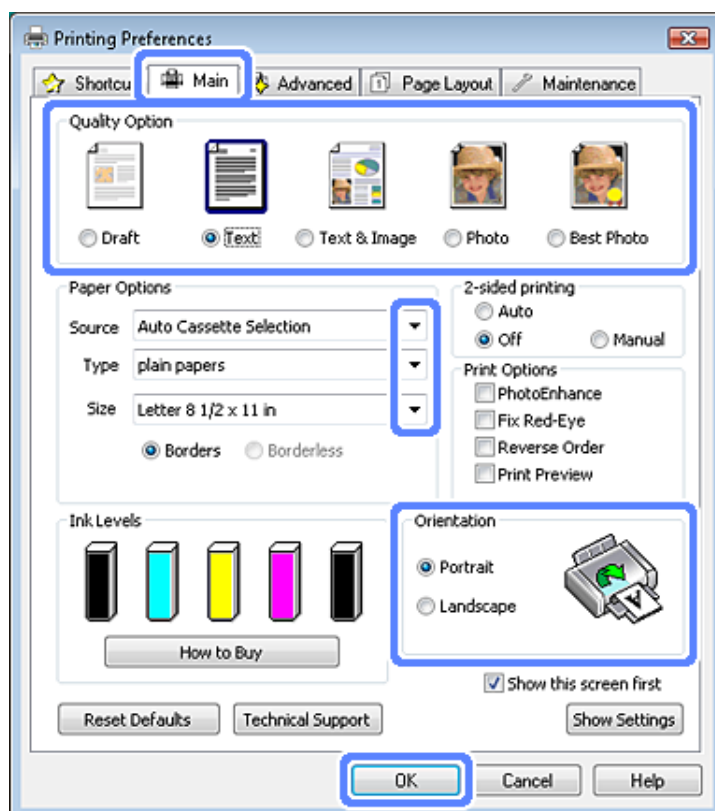 Printing Preferences
Main Advanced Page Layout Maintenance
Quality Option
Draft Text Text & Image Photo Best Photo
Paper Options
Source Auto Cassette Selection
Type plain papers
Size Letter 8 1/2 x 11 in
Borders Borderless
2-sided printing
Auto
Off Manual
Print Options
PhotoEnhance
Fix Red-Eye
Reverse Order
Print Preview
Ink Levels
How to Buy
Orientation
Portrait
Landscape
Show this screen first
Reset Defaults Technical Support Show Settings
OK Cancel Help